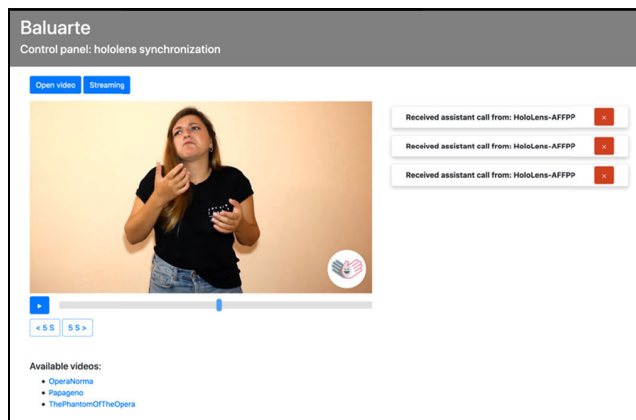 Baluarte
Control panel: hololens synchronization
Open video Streaming
Received assistant call from: HoloLens-AFFPP ×
Received assistant call from: HoloLens-AFFPP ×
Received assistant call from: HoloLens-AFFPP ×
< 5 S 5 S >
Available videos:
OperaNorma
Papageno
ThePhantomOfTheOpera